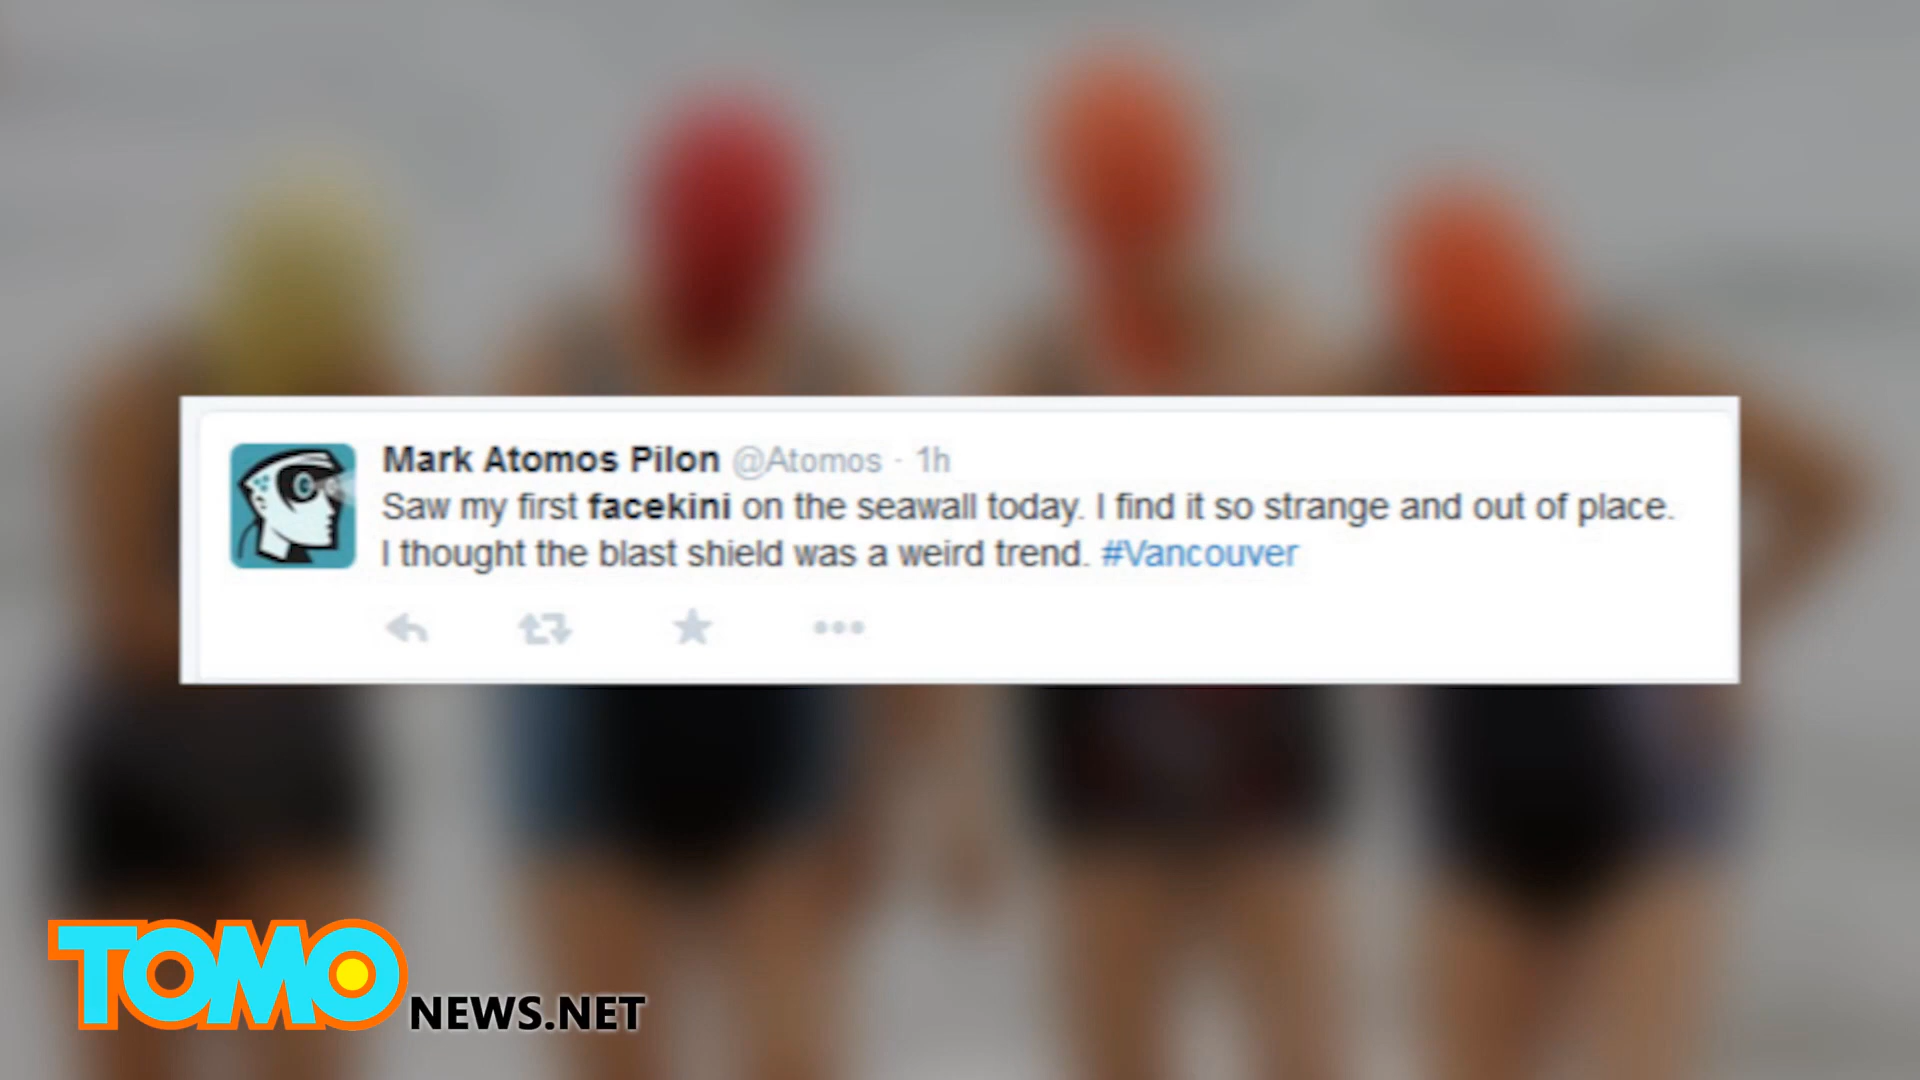 Mark Atomos Pilon @Atomos · 1h
Saw my first facekini on the seawall today. I find it so strange and out of place.
I thought the blast shield was a weird trend. #Vancouver
TOMO NEWS.NET